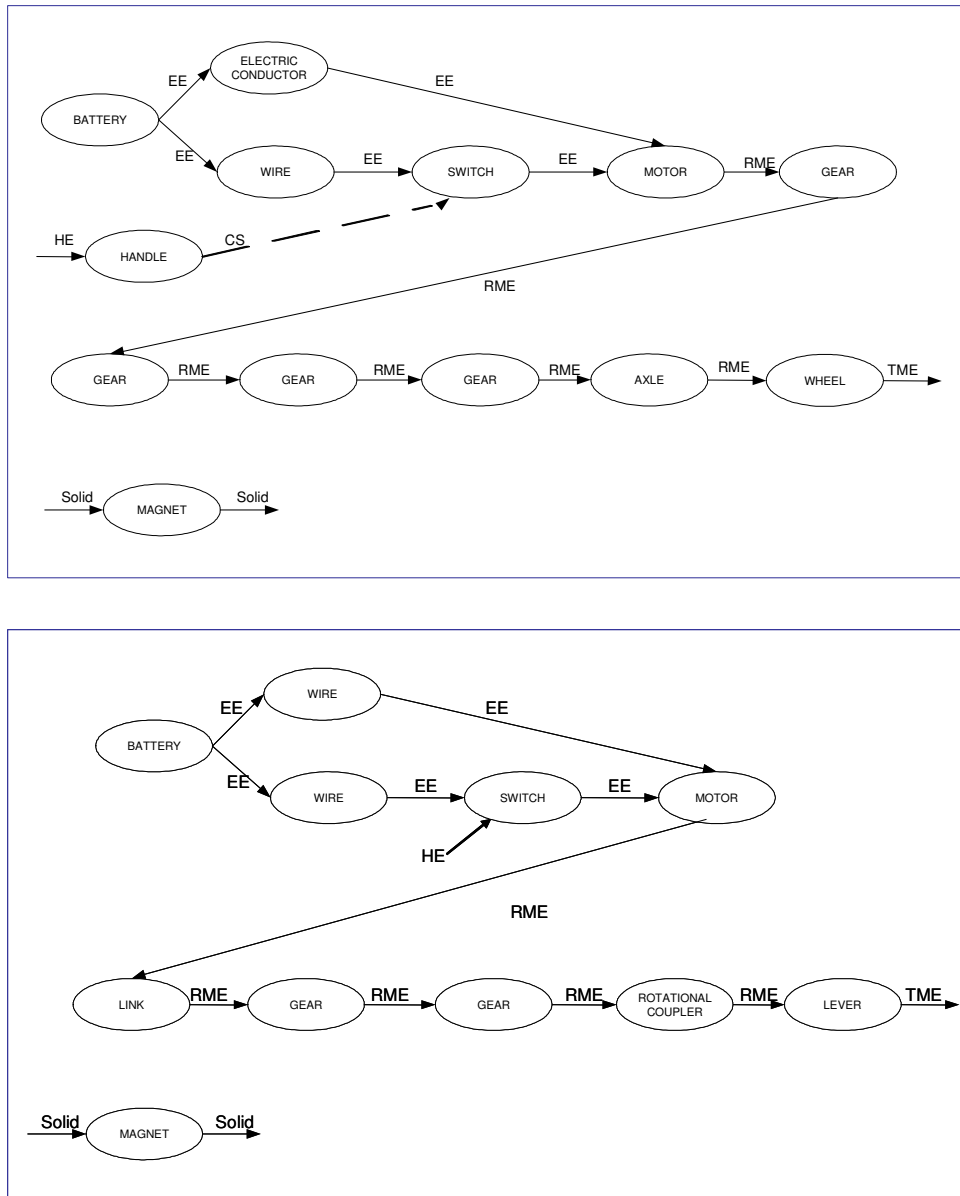 ELECTRIC
CONDUCTOR
EE
EE
BATTERY
EE
WIRE
EE
SWITCH
EE
MOTOR
RME
GEAR
HE
HANDLE
CS
RME
GEAR
RME
GEAR
RME
GEAR
RME
AXLE
RME
WHEEL
TME
Solid
MAGNET
Solid
WIRE
EE
EE
BATTERY
EE
WIRE
EE
SWITCH
EE
MOTOR
HE
RME
LINK
RME
GEAR
RME
GEAR
RME
ROTATIONAL
COUPLER
RME
LEVER
TME
Solid
MAGNET
Solid